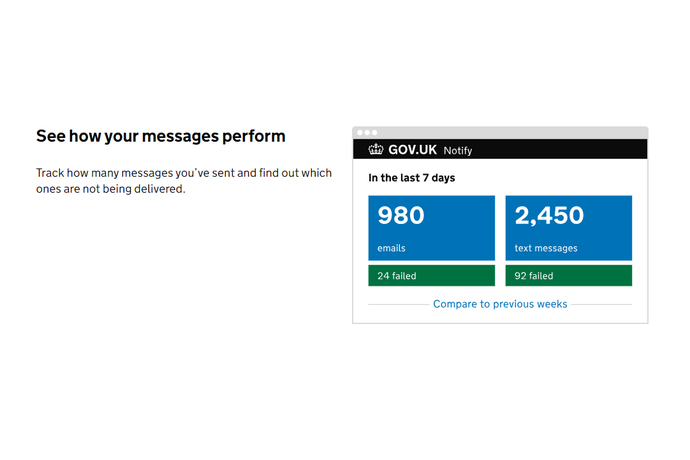 See how your messages perform
Track how many messages you’ve sent and find out which
ones are not being delivered.
GOV.UK Notify
In the last 7 days
980
emails
24 failed
2,450
text messages
92 failed
Compare to previous weeks